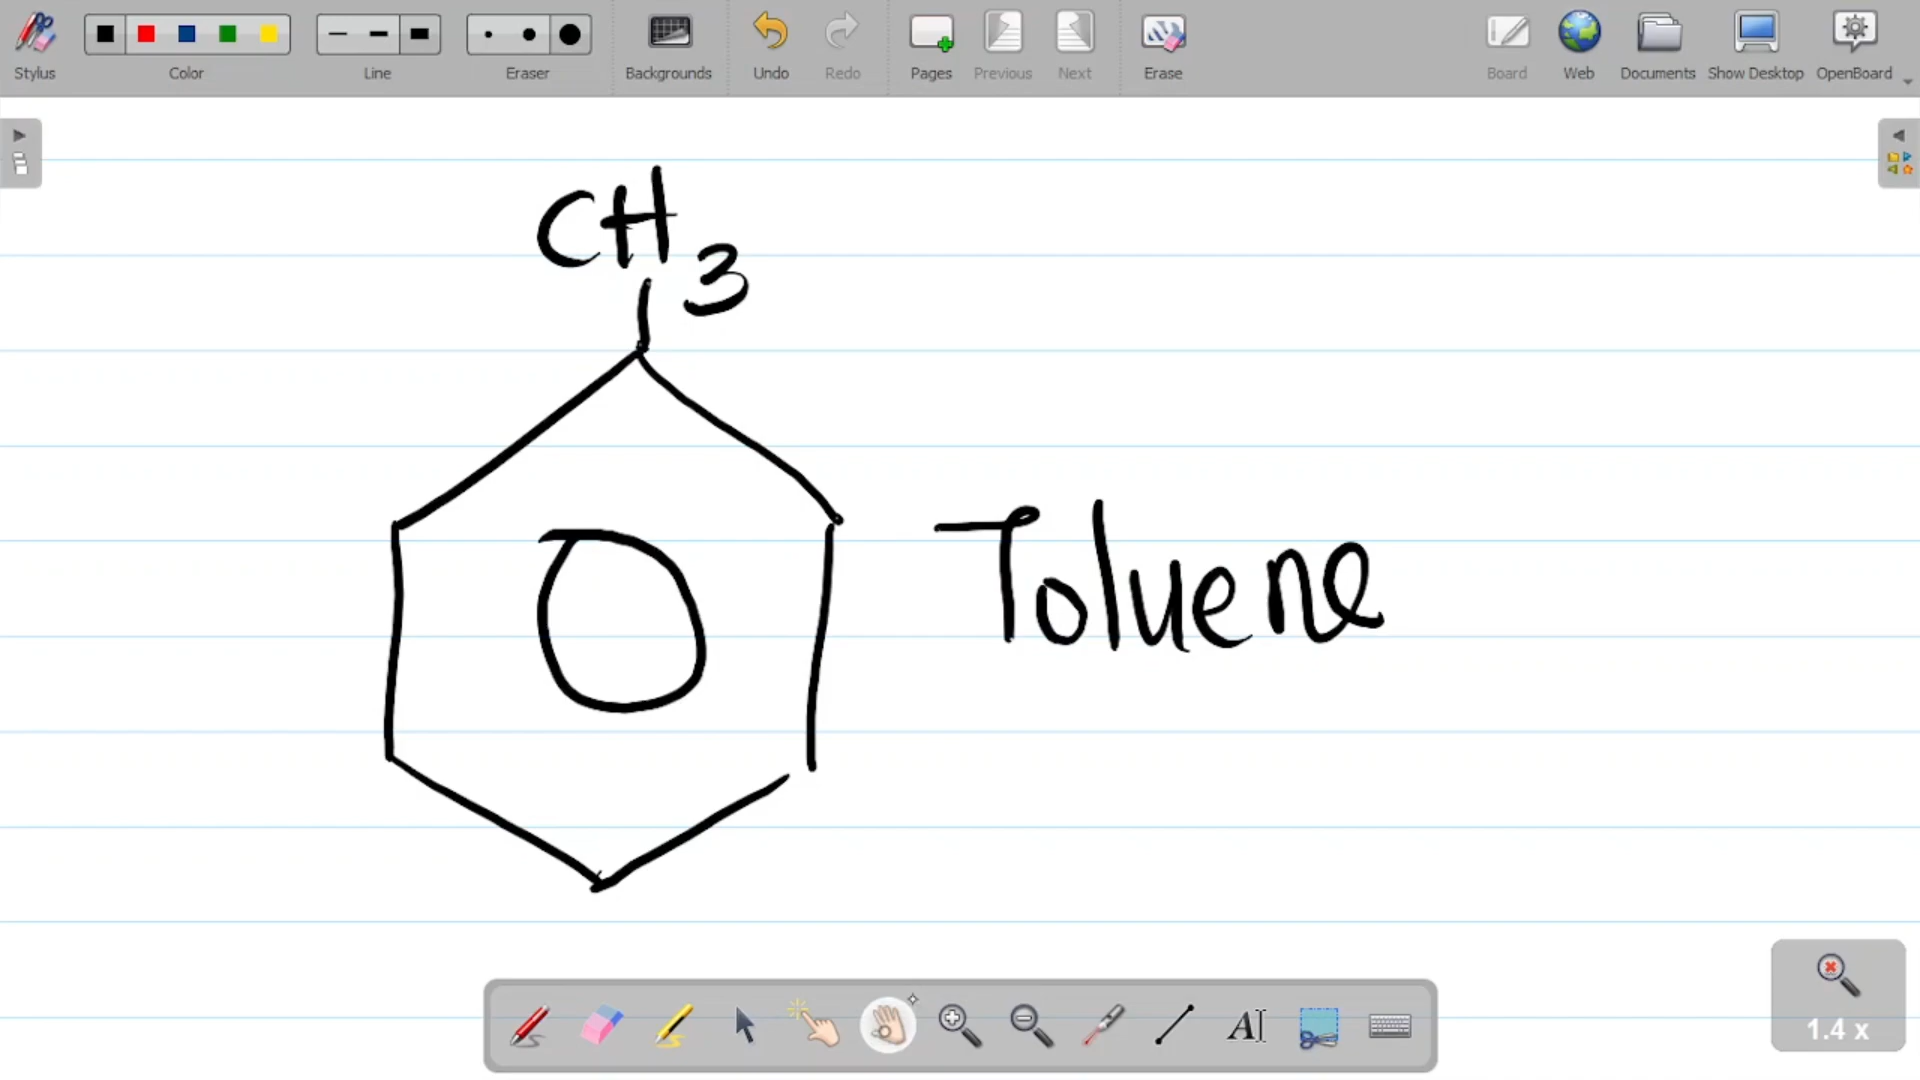 Stylus Color Line Eraser Backgrounds Undo Redo Pages Previous Next Erase Board Web Documents Show Desktop OpenBoard
CH3
Toluene
1.4 x